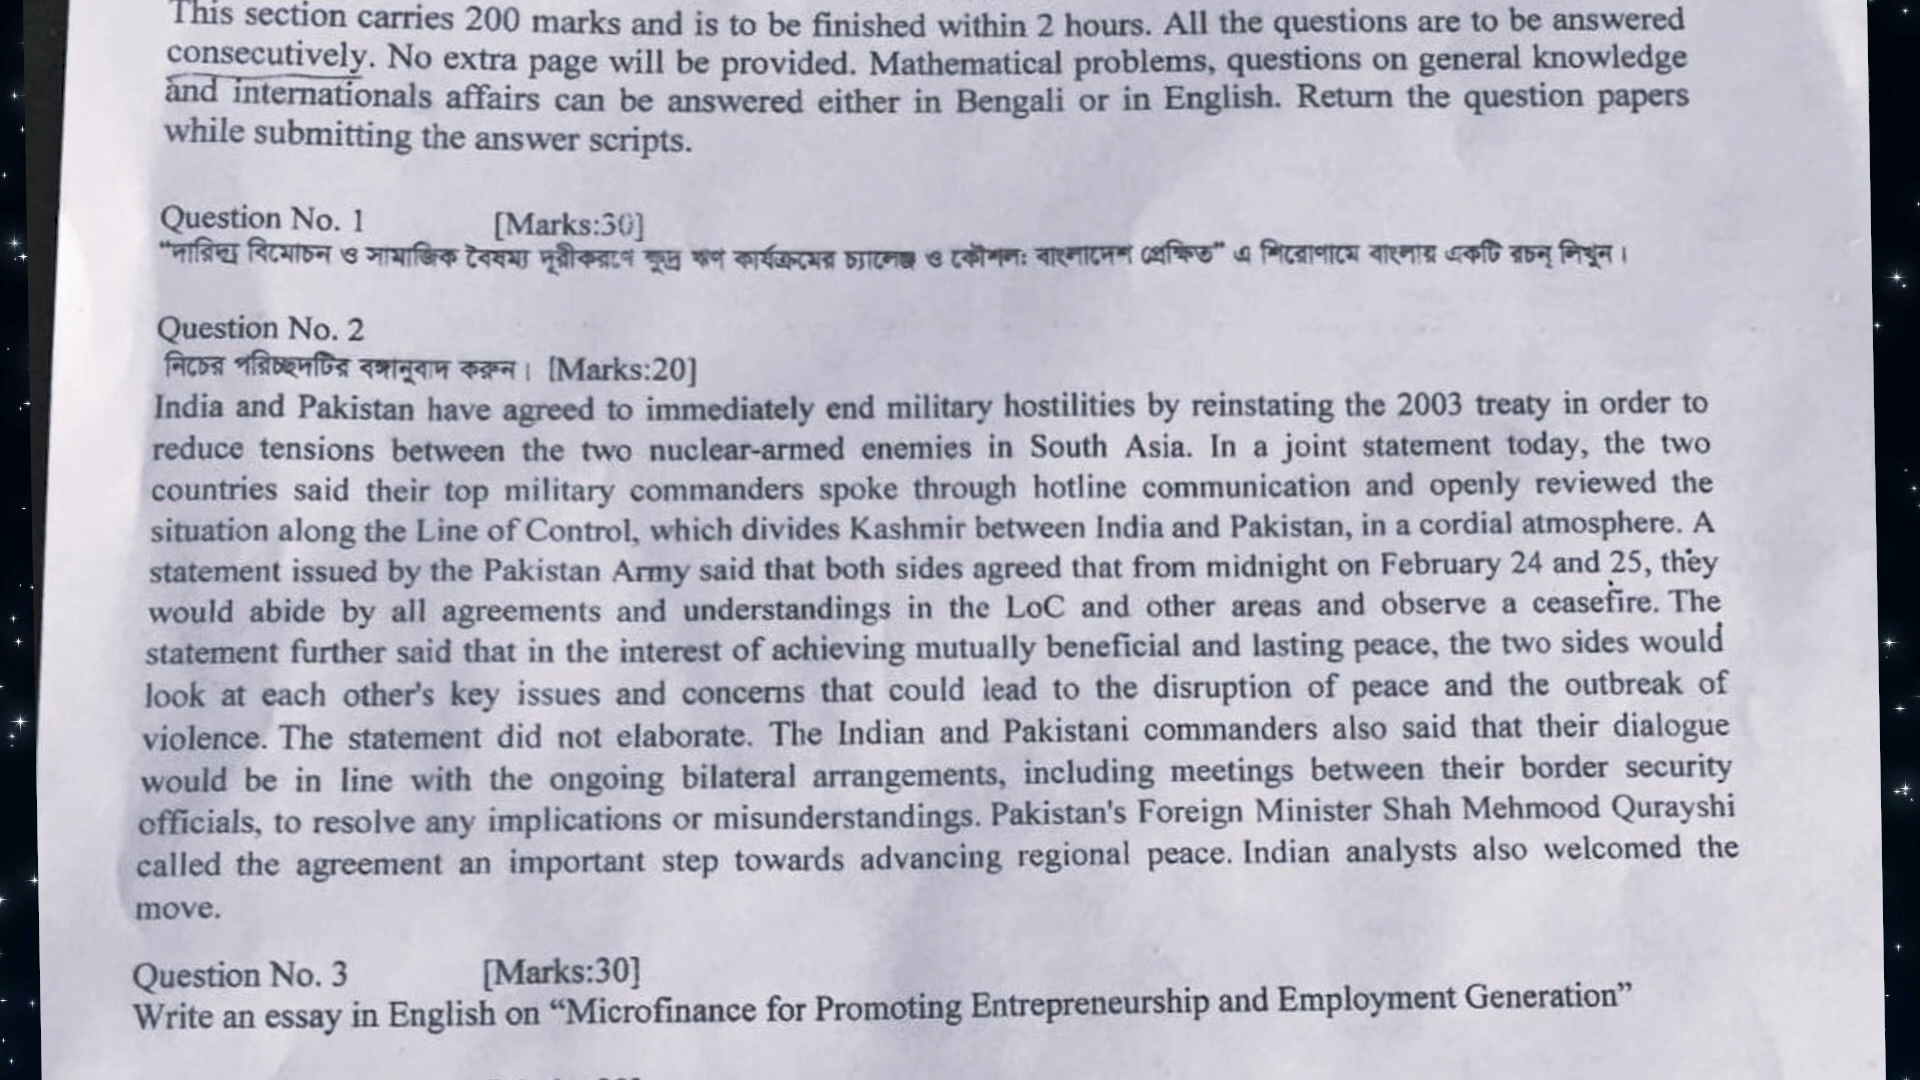 This section carries 200 marks and is to be finished within 2 hours. All the questions are to be answered
consecutively. No extra page will be provided. Mathematical problems, questions on general knowledge
and internationals affairs can be answered either in Bengali or in English. Return the question papers
while submitting the answer scripts.
Question No. 1 [Marks:30]
“দারিদ্র্য বিমোচন ও সামাজিক বৈষম্য দূরীকরণে ক্ষুদ্র ঋণ কার্যক্রমের চ্যালেঞ্জ ও কৌশল: বাংলাদেশ প্রেক্ষিত” এ শিরোণামে বাংলায় একটি রচন্ লিখুন।
Question No. 2
নিচের পরিচ্ছদটির বঙ্গানুবাদ করুন। [Marks:20]
India and Pakistan have agreed to immediately end military hostilities by reinstating the 2003 treaty in order to
reduce tensions between the two nuclear-armed enemies in South Asia. In a joint statement today, the two
countries said their top military commanders spoke through hotline communication and openly reviewed the
situation along the Line of Control, which divides Kashmir between India and Pakistan, in a cordial atmosphere. A
statement issued by the Pakistan Army said that both sides agreed that from midnight on February 24 and 25, they
would abide by all agreements and understandings in the LoC and other areas and observe a ceasefire. The
statement further said that in the interest of achieving mutually beneficial and lasting peace, the two sides would
look at each other's key issues and concerns that could lead to the disruption of peace and the outbreak of
violence. The statement did not elaborate. The Indian and Pakistani commanders also said that their dialogue
would be in line with the ongoing bilateral arrangements, including meetings between their border security
officials, to resolve any implications or misunderstandings. Pakistan's Foreign Minister Shah Mehmood Qurayshi
called the agreement an important step towards advancing regional peace. Indian analysts also welcomed the
move.
Question No. 3 [Marks:30]
Write an essay in English on “Microfinance for Promoting Entrepreneurship and Employment Generation”